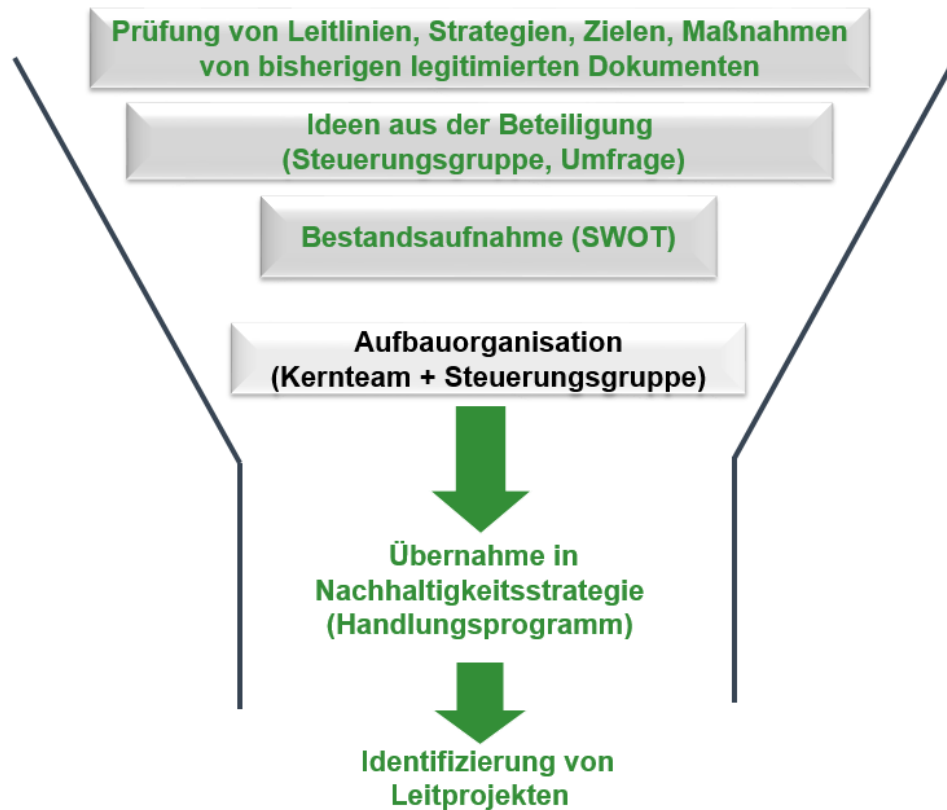 Prüfung von Leitlinien, Strategien, Zielen, Maßnahmen
von bisherigen legitimierten Dokumenten
Ideen aus der Beteiligung
(Steuerungsgruppe, Umfrage)
Bestandsaufnahme (SWOT)
Aufbauorganisation
(Kernteam + Steuerungsgruppe)
Übernahme in
Nachhaltigkeitsstrategie
(Handlungsprogramm)
Identifizierung von
Leitprojekten